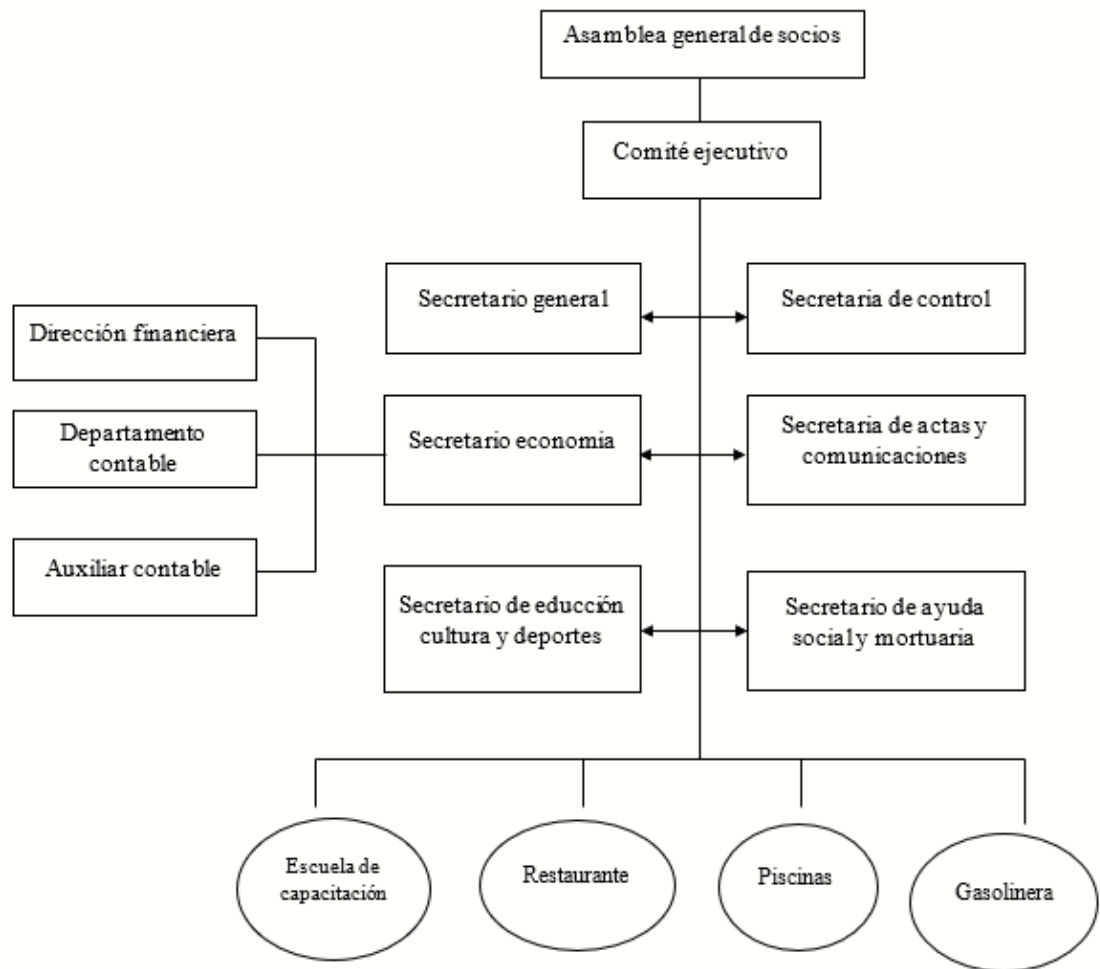 Asamblea general de socios
Comité ejecutivo
Secrretario general
Secretaria de control
Dirección financiera
Departamento
contable
Secretario economia
Secretaria de actas y
comunicaciones
Auxiliar contable
Secretario de educción
cultura y deportes
Secretario de ayuda
social y mortuaria
Escuela de
capacitación
Restaurante
Piscinas
Gasolinera